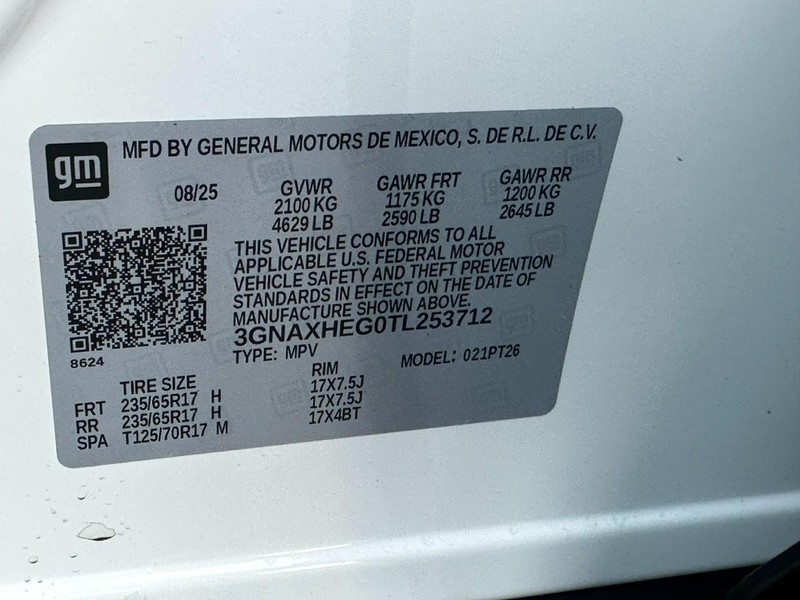 gm
MFD BY GENERAL MOTORS DE MEXICO, S. DE R.L. DE C.V.
08/25 GVWR GAWR FRT GAWR RR
2100 KG 1175 KG 1200 KG
4629 LB 2590 LB 2645 LB
THIS VEHICLE CONFORMS TO ALL
APPLICABLE U.S. FEDERAL MOTOR
VEHICLE SAFETY AND THEFT PREVENTION
STANDARDS IN EFFECT ON THE DATE OF
MANUFACTURE SHOWN ABOVE.
3GNAXHEG0TL253712
8624
TYPE: MPV MODEL: 021PT26
TIRE SIZE RIM
FRT 235/65R17 H 17X7.5J
RR 235/65R17 H 17X7.5J
SPA T125/70R17 M 17X4BT